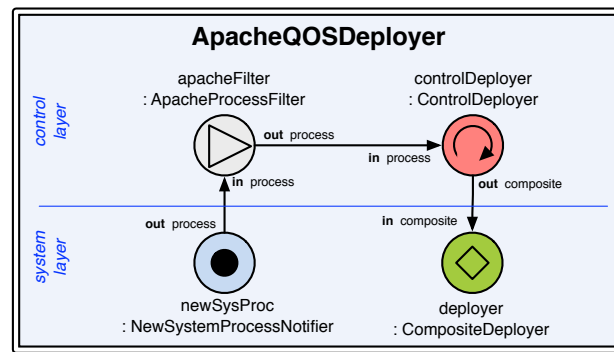 ApacheQOSDeployer
apacheFilter
: ApacheProcessFilter
controlDeployer
: ControlDeployer
control
layer
out process
in process
in process
out composite
out process
in composite
system
layer
newSysProc
: NewSystemProcessNotifier
deployer
: CompositeDeployer